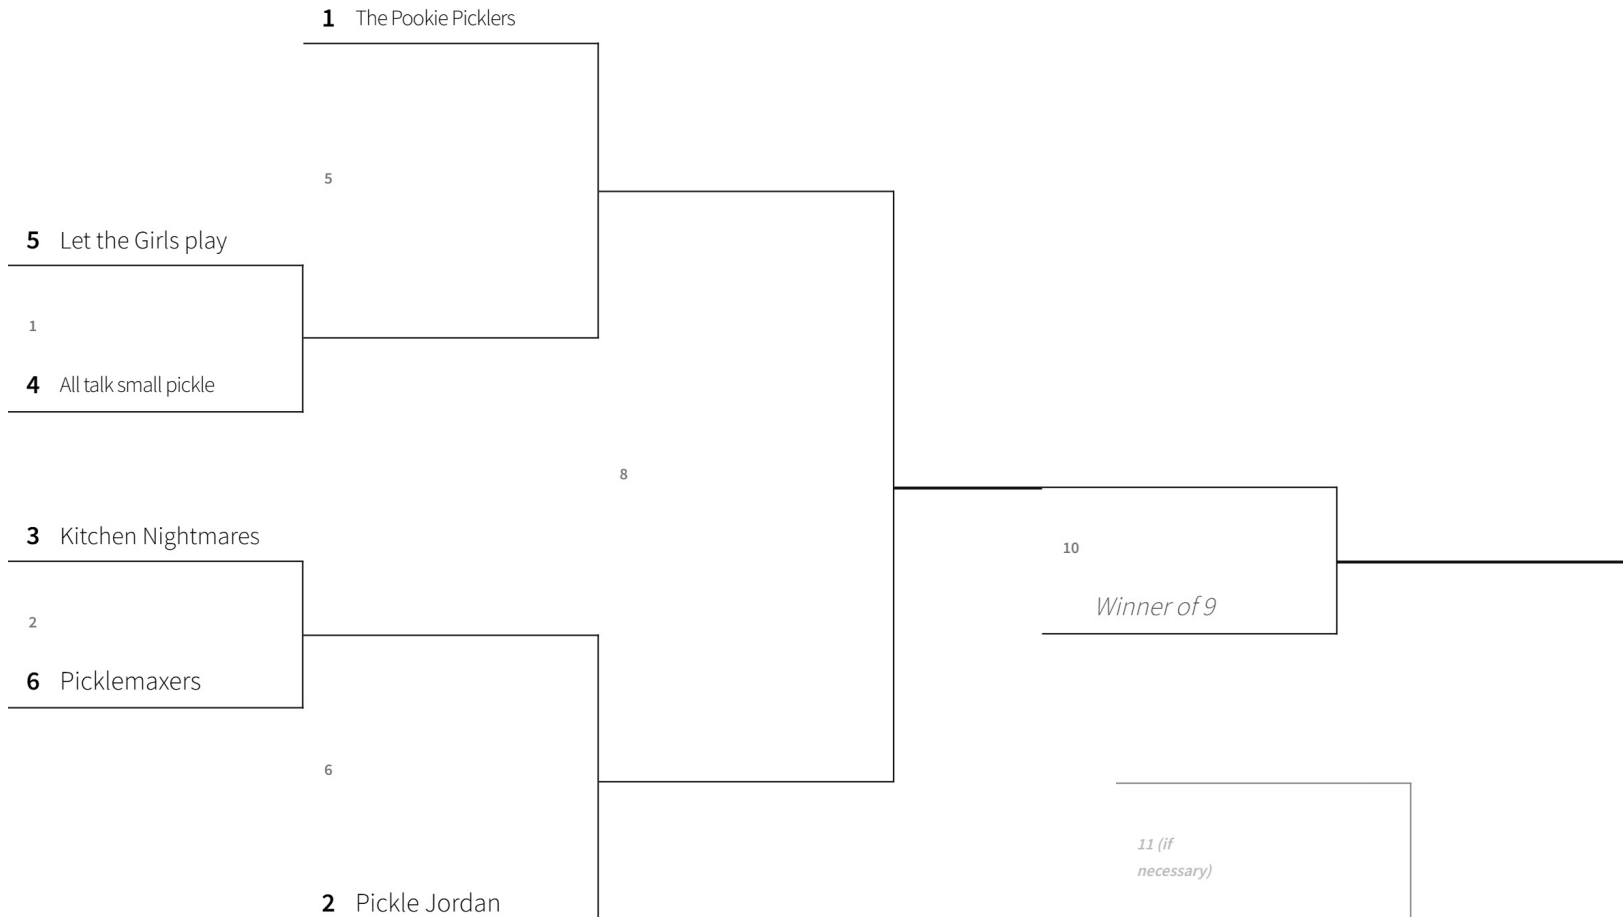 1 The Pookie Picklers
5
5 Let the Girls play
1
4 All talk small pickle
8
3 Kitchen Nightmares
10
Winner of 9
2
6 Picklemaxers
6
11 (if
necessary)
2 Pickle Jordan